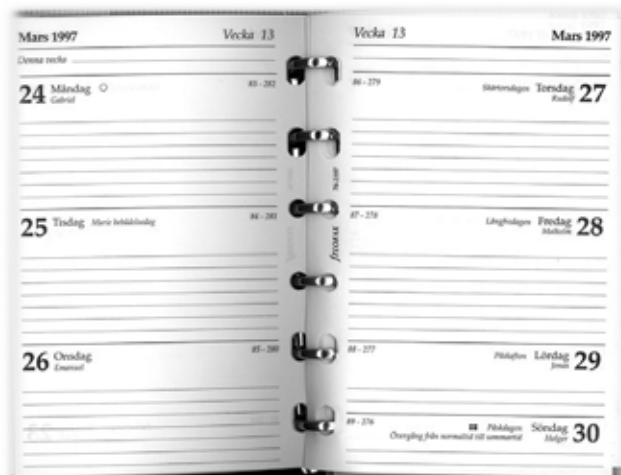 Mars 1997
Vecka 13
Denna vecka
24 Måndag
83 - 282
Gabriel
25 Tisdag Marie bebådelsedag
84 - 281
26 Onsdag
85 - 280
Emanuel
Vecka 13
Mars 1997
86 - 279
Skärtorsdagen Torsdag 27
Rudolf
FILOFAX
87 - 278
Långfredagen Fredag 28
Malkolm
88 - 277
Påskafton Lördag 29
Jonas
89 - 276
Påskdagen Söndag 30
Övergång från normaltid till sommartid Holger